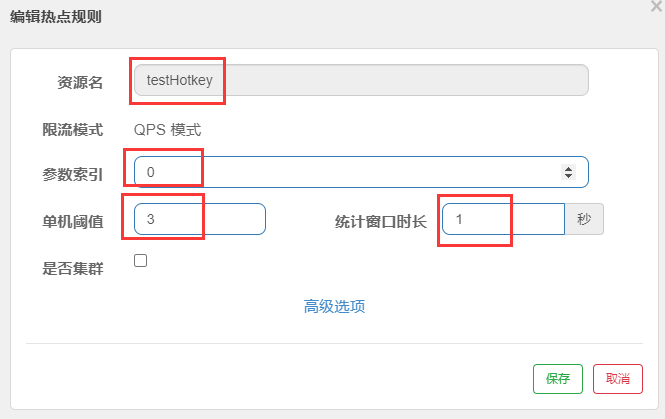 编辑热点规则
资源名 testHotkey
限流模式 QPS 模式
参数索引 0
单机阈值 3 统计窗口时长 1 秒
是否集群
高级选项
保存 取消